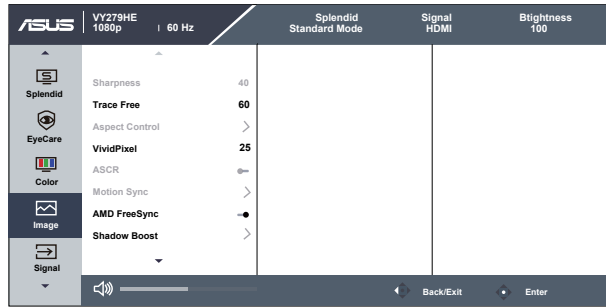 ASUS
VY279HE
1080p | 60 Hz
Splendid
Standard Mode
Signal
HDMI
Btightness
100
Splendid
EyeCare
Color
Image
Signal
Sharpness 40
Trace Free 60
Aspect Control
VividPixel 25
ASCR
Motion Sync
AMD FreeSync
Shadow Boost
Back/Exit
Enter